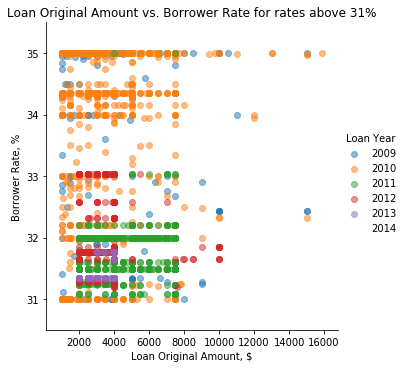 Loan Original Amount vs. Borrower Rate for rates above 31%
35
34
33
32
31
Borrower Rate, %
2000 4000 6000 8000 10000 12000 14000 16000
Loan Original Amount, $
Loan Year
2009
2010
2011
2012
2013
2014